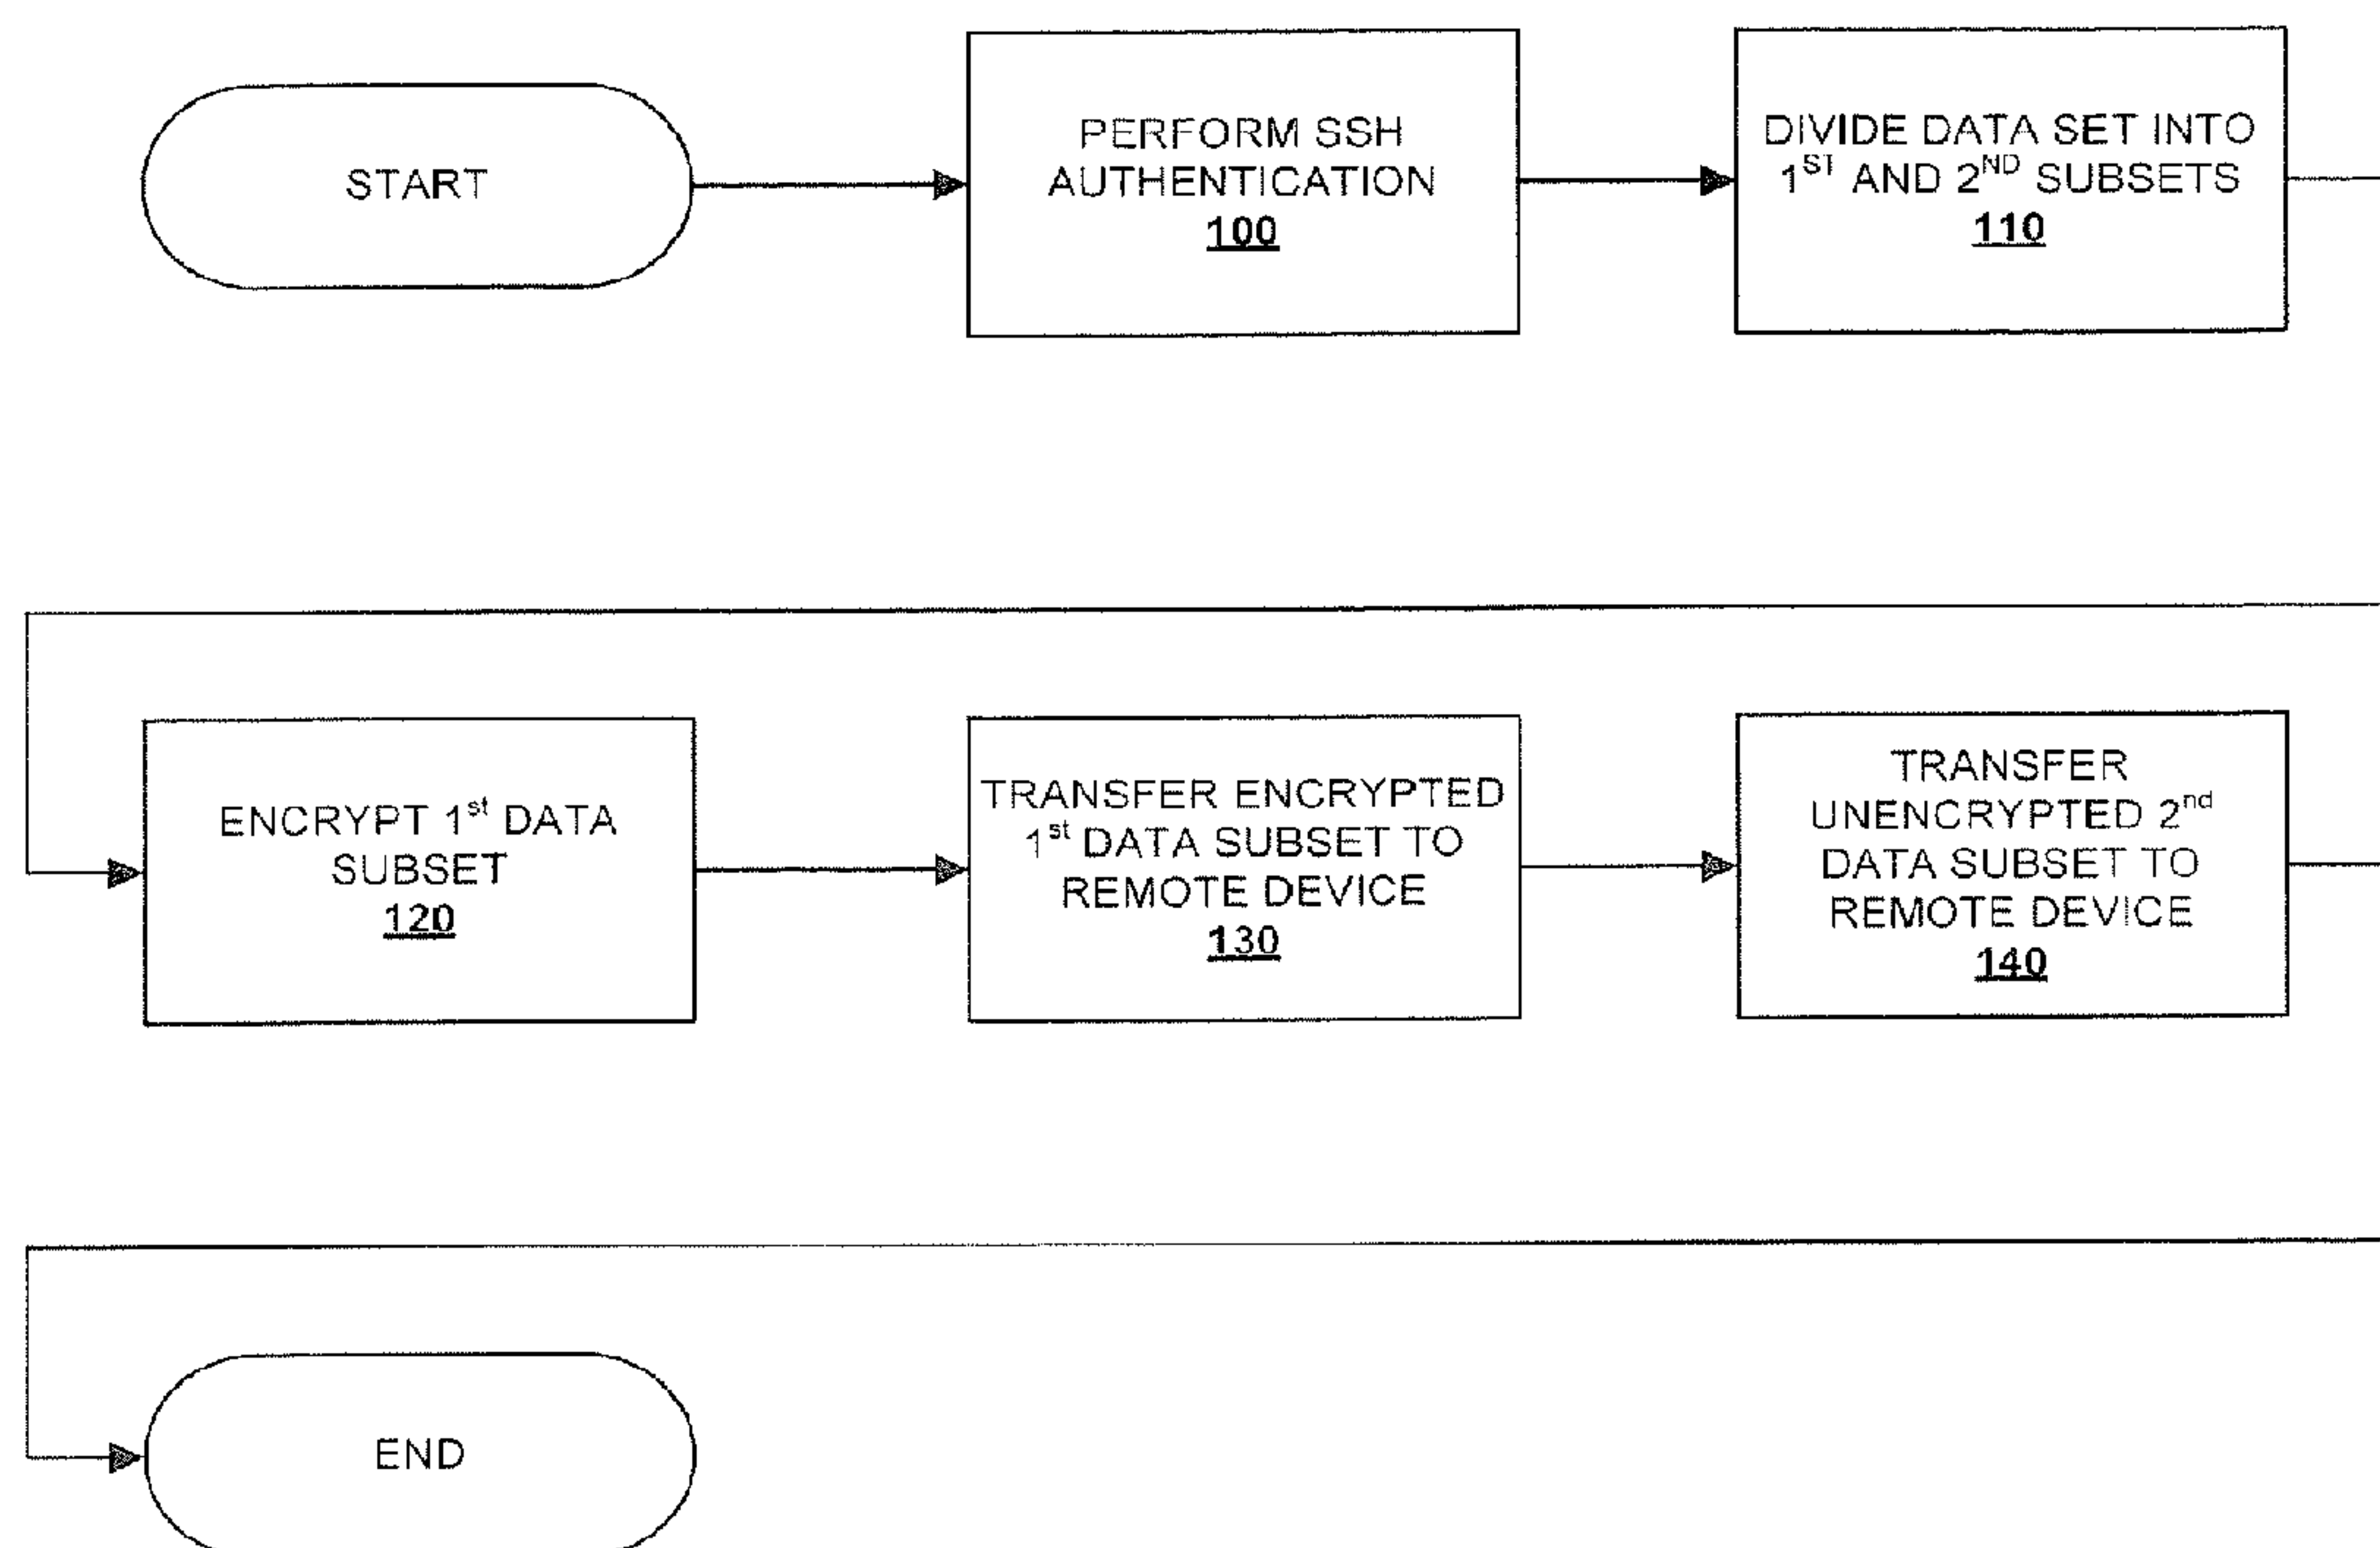 START
PERFORM SSH
AUTHENTICATION
100
DIVIDE DATA SET INTO
1ST AND 2ND SUBSETS
110
ENCRYPT 1st DATA
SUBSET
120
TRANSFER ENCRYPTED
1st DATA SUBSET TO
REMOTE DEVICE
130
TRANSFER
UNENCRYPTED 2nd
DATA SUBSET TO
REMOTE DEVICE
140
END